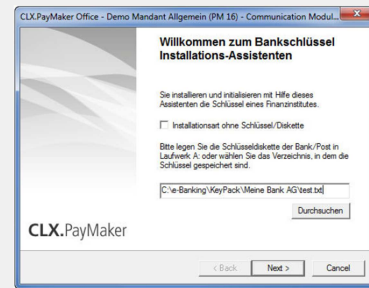 CLX.PayMaker Office - Demo Mandant Allgemein (PM 16) - Communication Modul...
Willkommen zum Bankschlüssel
Installations-Assistenten
Sie installieren und initialisieren mit Hilfe dieses
Assistenten die Schlüssel eines Finanzinstitutes.
Installationsart ohne Schlüssel/Diskette
Bitte legen Sie die Schlüsseldiskette der Bank/Post in
Laufwerk A: oder wählen Sie das Verzeichnis, in dem die
Schlüssel gespeichert sind.
C:\e-Banking\KeyPack\Meine Bank AG\test.txt
Durchsuchen
CLX.PayMaker
< Back
Next >
Cancel